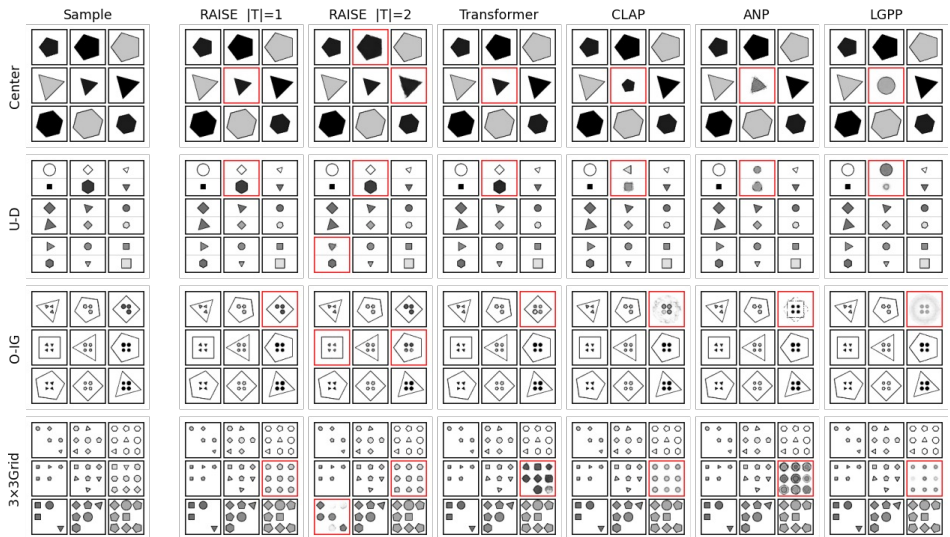 Sample RAISE |T|=1 RAISE |T|=2 Transformer CLAP ANP LGPP
Center
U-D
O-IG
3×3Grid